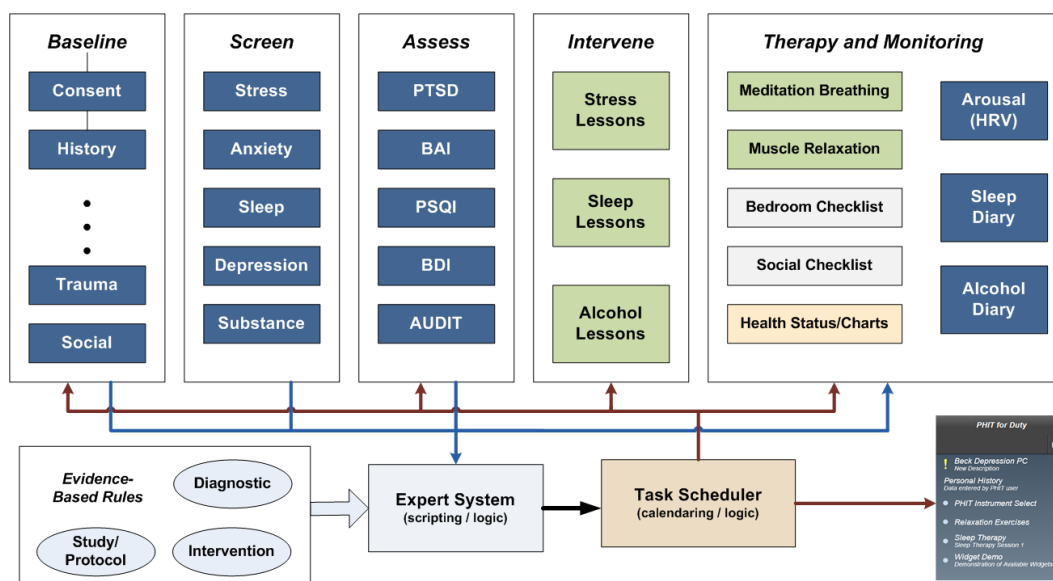 Baseline
Consent
History
Trauma
Social
Screen
Stress
Anxiety
Sleep
Depression
Substance
Assess
PTSD
BAI
PSQI
BDI
AUDIT
Intervene
Stress
Lessons
Sleep
Lessons
Alcohol
Lessons
Therapy and Monitoring
Meditation Breathing
Muscle Relaxation
Bedroom Checklist
Social Checklist
Health Status/Charts
Arousal
(HRV)
Sleep
Diary
Alcohol
Diary
Evidence-
Based Rules
Diagnostic
Study/
Protocol
Intervention
Expert System
(scripting / logic)
Task Scheduler
(calendaring / logic)
PHIT for Duty
! Beck Depression PC
New Description
Personal History
Data entered by PHIT user
PHIT Instrument Select
Relaxation Exercises
Sleep Therapy
Sleep Therapy Session 1
Widget Demo
Demonstration of Available Widgets